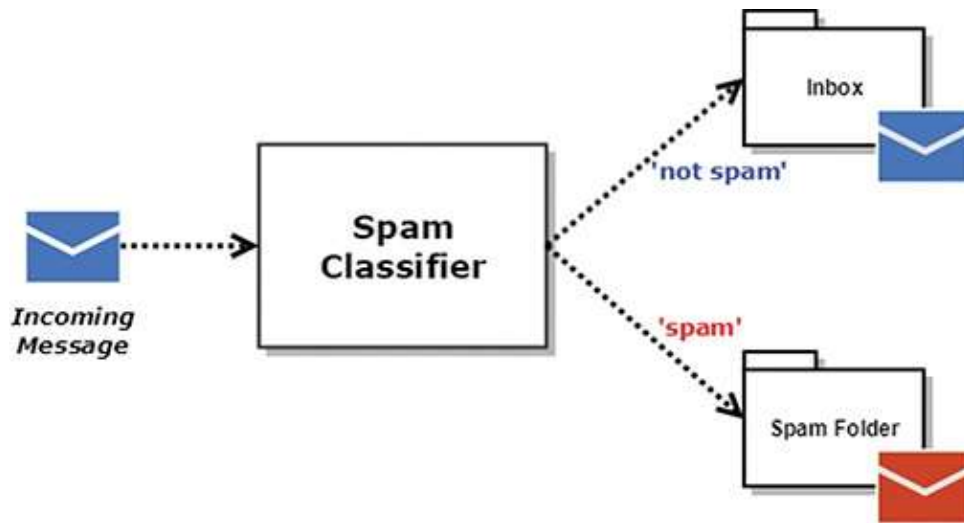 Incoming
Message
Spam
Classifier
'not spam'
'spam'
Inbox
Spam Folder